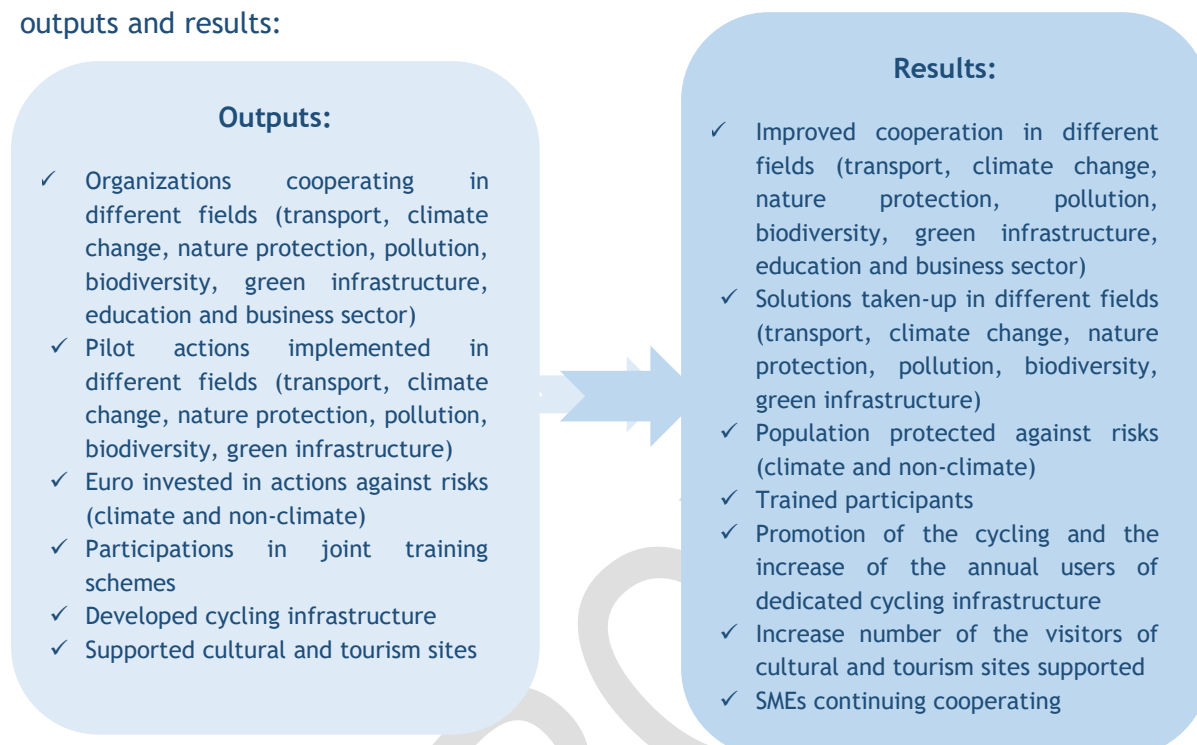 outputs and results:
Outputs:
✓ Organizations cooperating in
different fields (transport, climate
change, nature protection, pollution,
biodiversity, green infrastructure,
education and business sector)
✓ Pilot actions implemented in
different fields (transport, climate
change, nature protection, pollution,
biodiversity, green infrastructure)
✓ Euro invested in actions against risks
(climate and non-climate)
✓ Participations in joint training
schemes
✓ Developed cycling infrastructure
✓ Supported cultural and tourism sites
Results:
✓ Improved cooperation in different
fields (transport, climate change,
nature protection, pollution,
biodiversity, green infrastructure,
education and business sector)
✓ Solutions taken-up in different fields
(transport, climate change, nature
protection, pollution, biodiversity,
green infrastructure)
✓ Population protected against risks
(climate and non-climate)
✓ Trained participants
✓ Promotion of the cycling and the
increase of the annual users of
dedicated cycling infrastructure
✓ Increase number of the visitors of
cultural and tourism sites supported
✓ SMEs continuing cooperating